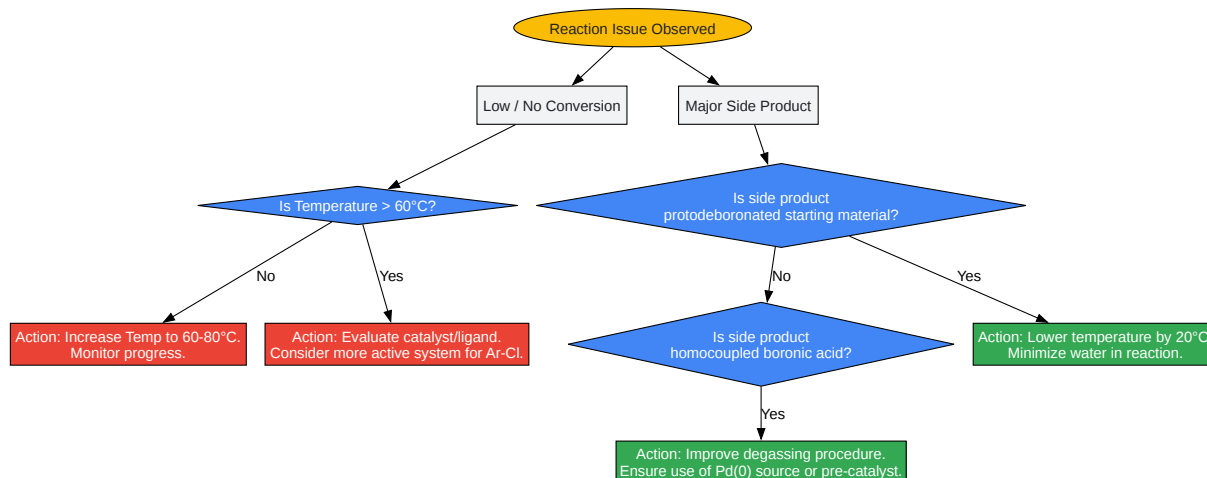 Reaction Issue Observed
Low / No Conversion
Major Side Product
Is Temperature > 60°C?
Is side product
protodeboronated starting material?
No
Yes
No
Yes
Action: Increase Temp to 60-80°C.
Monitor progress.
Action: Evaluate catalyst/ligand.
Consider more active system for Ar-Cl.
Is side product
homocoupled boronic acid?
Action: Lower temperature by 20°C
Minimize water in reaction.
Yes
Action: Improve degassing procedure.
Ensure use of Pd(0) source or pre-catalyst.